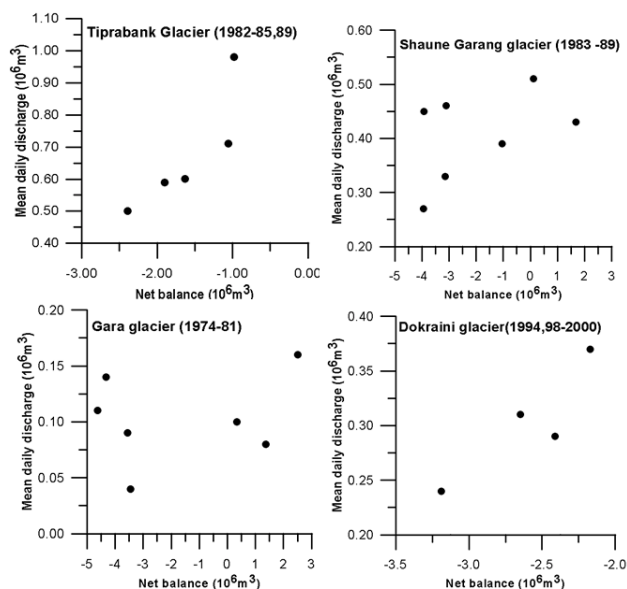 Tiprabank Glacier (1982-85,89)
Mean daily discharge (10⁶m³)
1.00
0.90
0.80
0.70
0.60
0.50
0.40
-3.00 -2.00 -1.00 0.00
Net balance (10⁶m³)
Shaune Garang glacier (1983 -89)
Mean daily discharge (10⁶m³)
0.60
0.50
0.40
0.30
0.20
5 -4 -3 -2 -1 0 1 2 3
Net balance (10⁶m³)
Gara glacier (1974-81)
Mean daily discharge (10⁶m³)
0.20
0.15
0.10
0.05
0.00
-5 -4 -3 -2 -1 0 1 2 3
Net balance (10⁶m³)
Dokraini glacier(1994,98-2000)
Mean daily discharge (10⁶m³)
0.40
0.35
0.30
0.25
0.20
-3.5 -3.0 -2.5 -2.0
Net balance (10⁶m³)